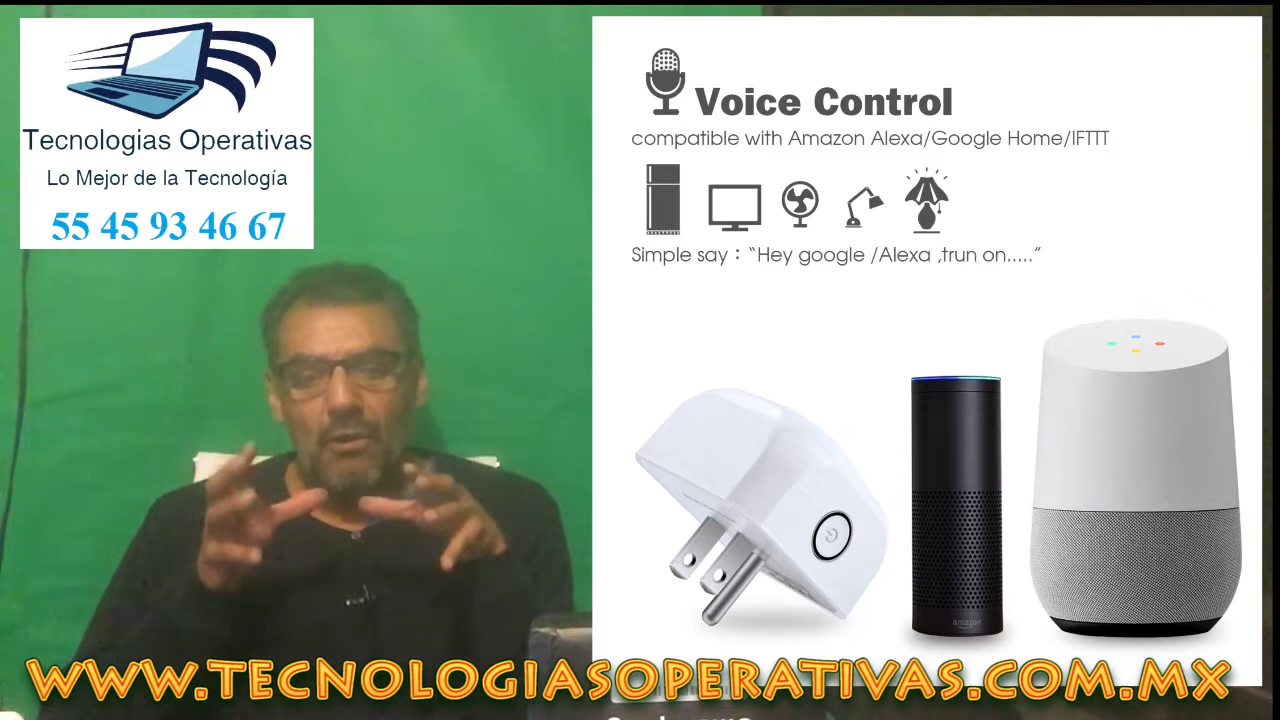 Tecnologias Operativas
Lo Mejor de la Tecnología
55 45 93 46 67
Voice Control
compatible with Amazon Alexa/Google Home/IFTTT
Simple say：“Hey google /Alexa ,trun on.....”
amazon
WWW.TECNOLOGIASOPERATIVAS.COM.MX